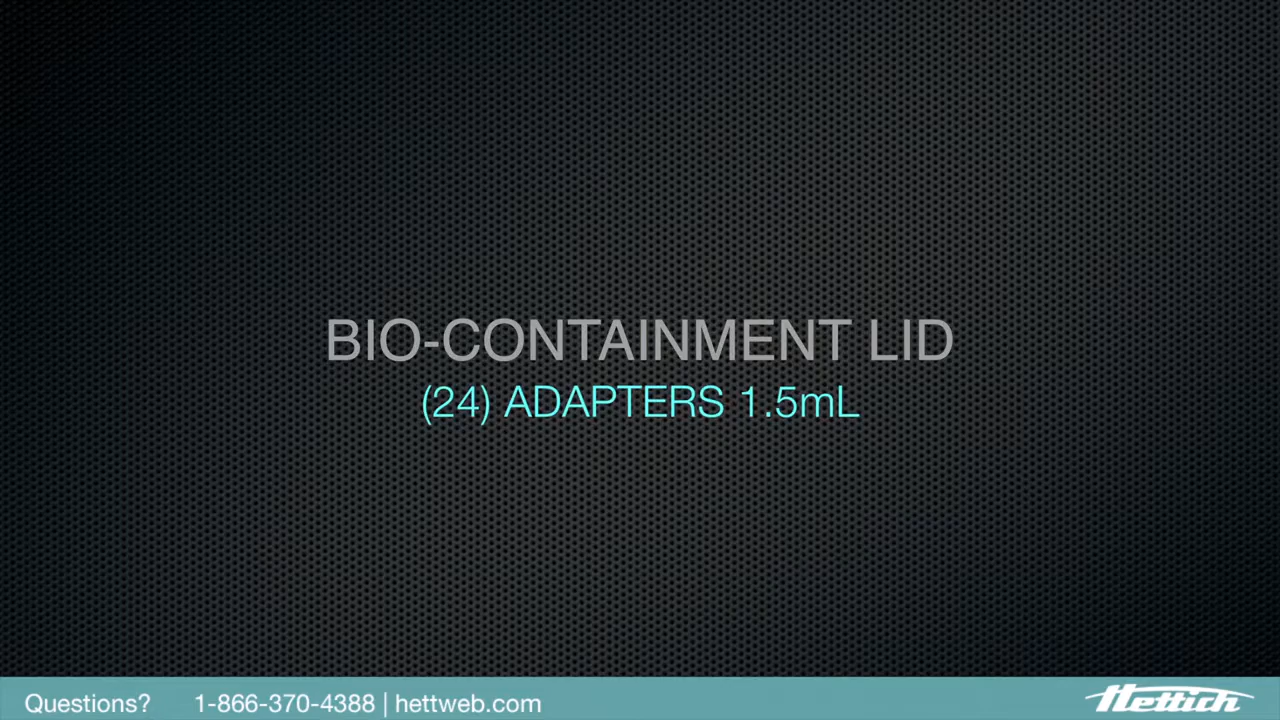 BIO-CONTAINMENT LID
(24) ADAPTERS 1.5mL
Questions? 1-866-370-4388 | hettweb.com
Hettich